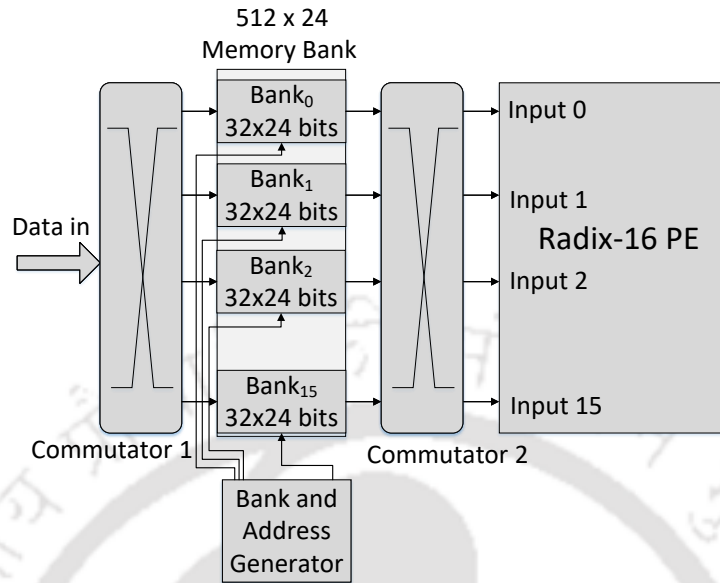 512 x 24
Memory Bank
Bank₀
32x24 bits
Input 0
Bank₁
32x24 bits
Input 1
Data in
Radix-16 PE
Bank₂
32x24 bits
Input 2
Bank₁₅
32x24 bits
Input 15
Commutator 1
Commutator 2
Bank and
Address
Generator